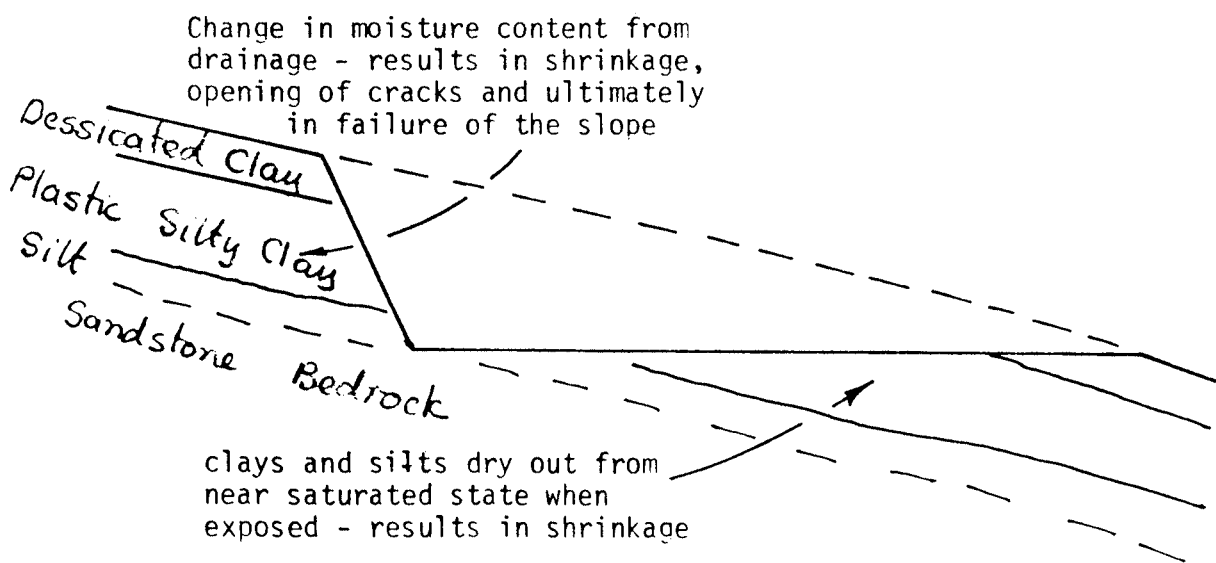 Change in moisture content from
drainage - results in shrinkage,
opening of cracks and ultimately
in failure of the slope
Dessicated Clay
Plastic Silty Clay
Silt
Sandstone Bedrock
clays and silts dry out from
near saturated state when
exposed - results in shrinkage